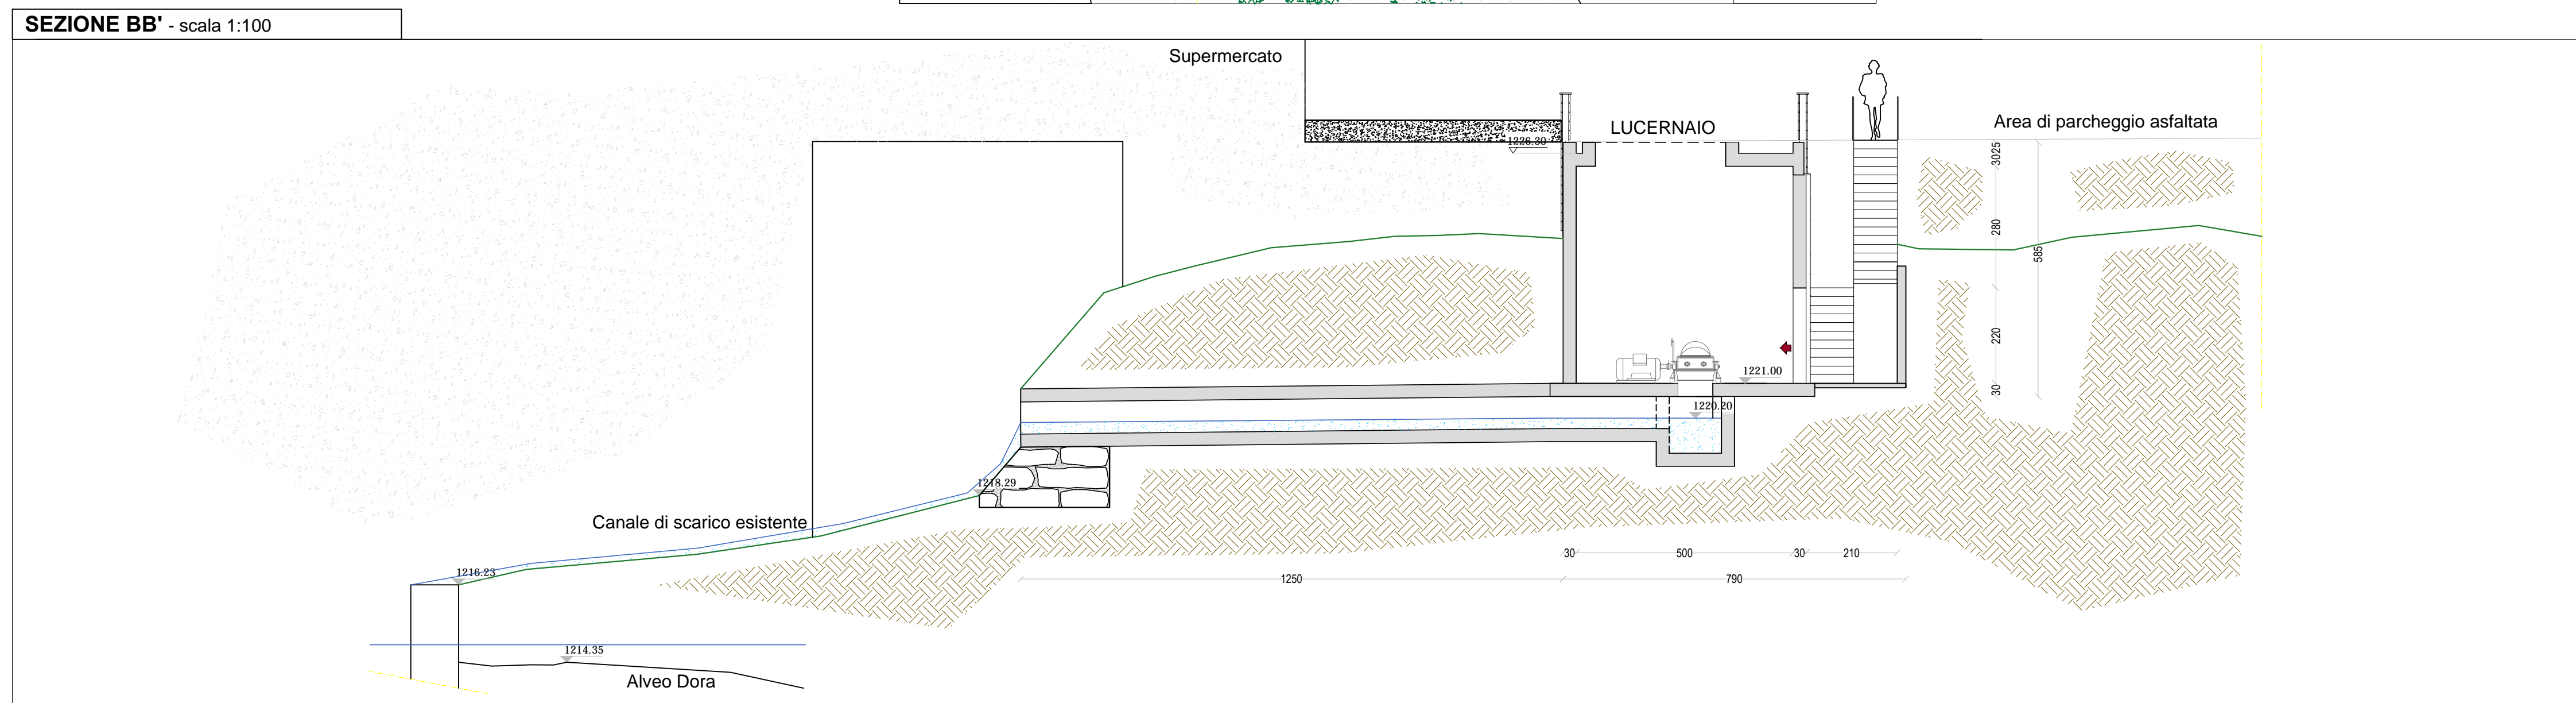 SEZIONE BB' - scala 1:100
Supermercato
LUCERNAIO
Area di parcheggio asfaltata
1226.30
3025
280
585
220
30
1221.00
1220.20
1218.29
Canale di scarico esistente
1216.23
30
500
30
210
1250
790
1214.35
Alveo Dora